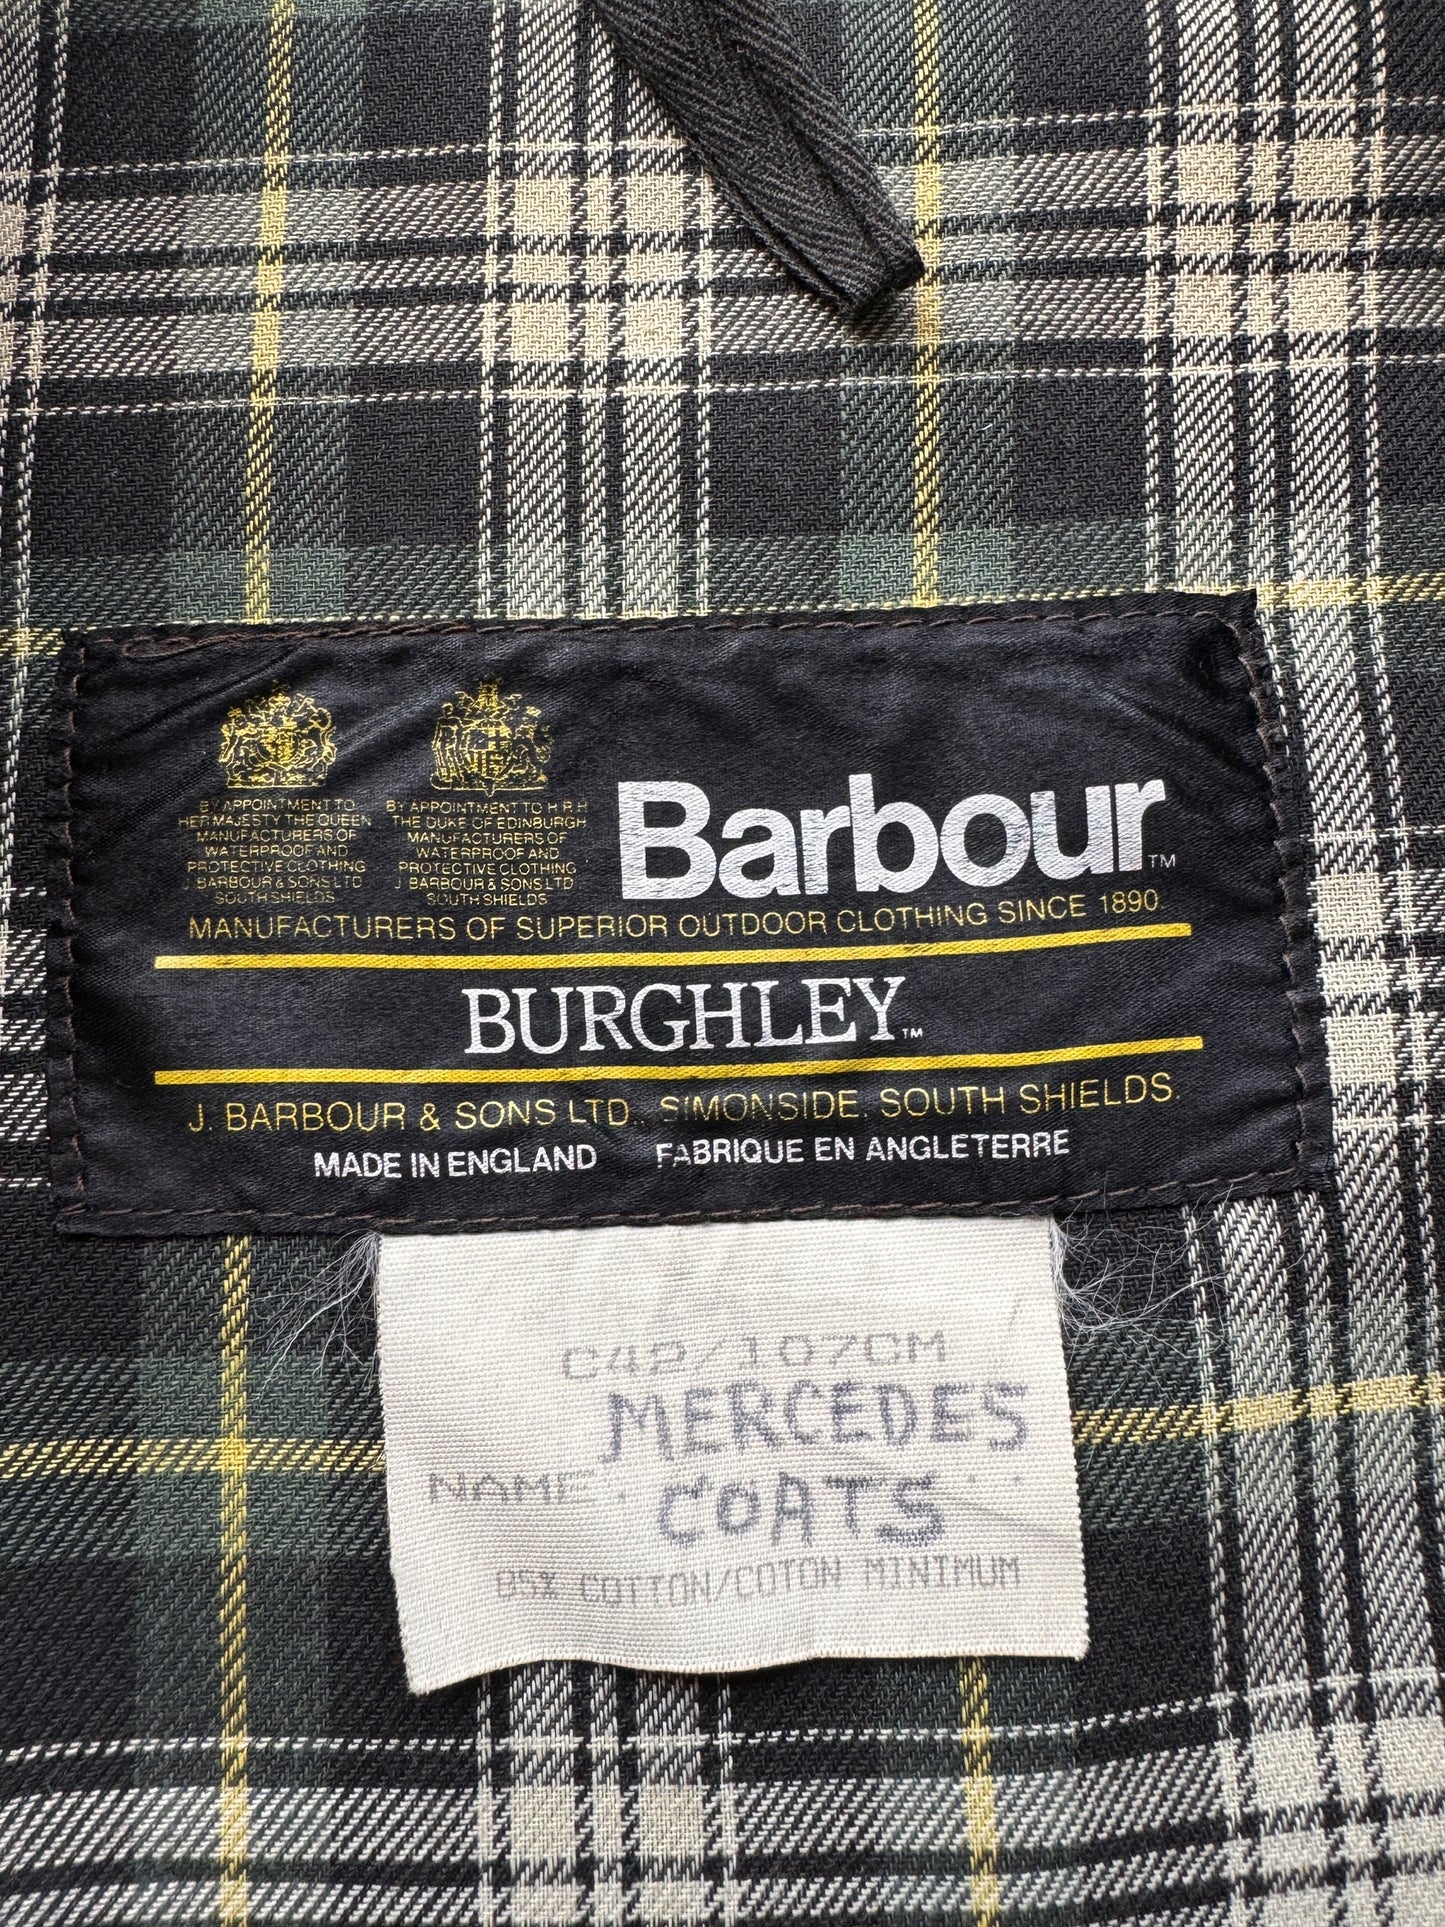 BY APPOINTMENT TO
HER MAJESTY THE QUEEN
MANUFACTURERS OF
WATERPROOF AND
PROTECTIVE CLOTHING
J BARBOUR & SONS LTD
SOUTH SHIELDS
BY APPOINTMENT TO H R H
THE DUKE OF EDINBURGH
MANUFACTURERS OF
WATERPROOF AND
PROTECTIVE CLOTHING
J BARBOUR & SONS LTD
SOUTH SHIELDS
Barbour™
MANUFACTURERS OF SUPERIOR OUTDOOR CLOTHING SINCE 1890.
BURGHLEY™
J. BARBOUR & SONS LTD., SIMONSIDE, SOUTH SHIELDS.
MADE IN ENGLAND FABRIQUE EN ANGLETERRE
C42/107CM
MERCEDES
NAME: COATS
85% COTTON/COTON MINIMUM